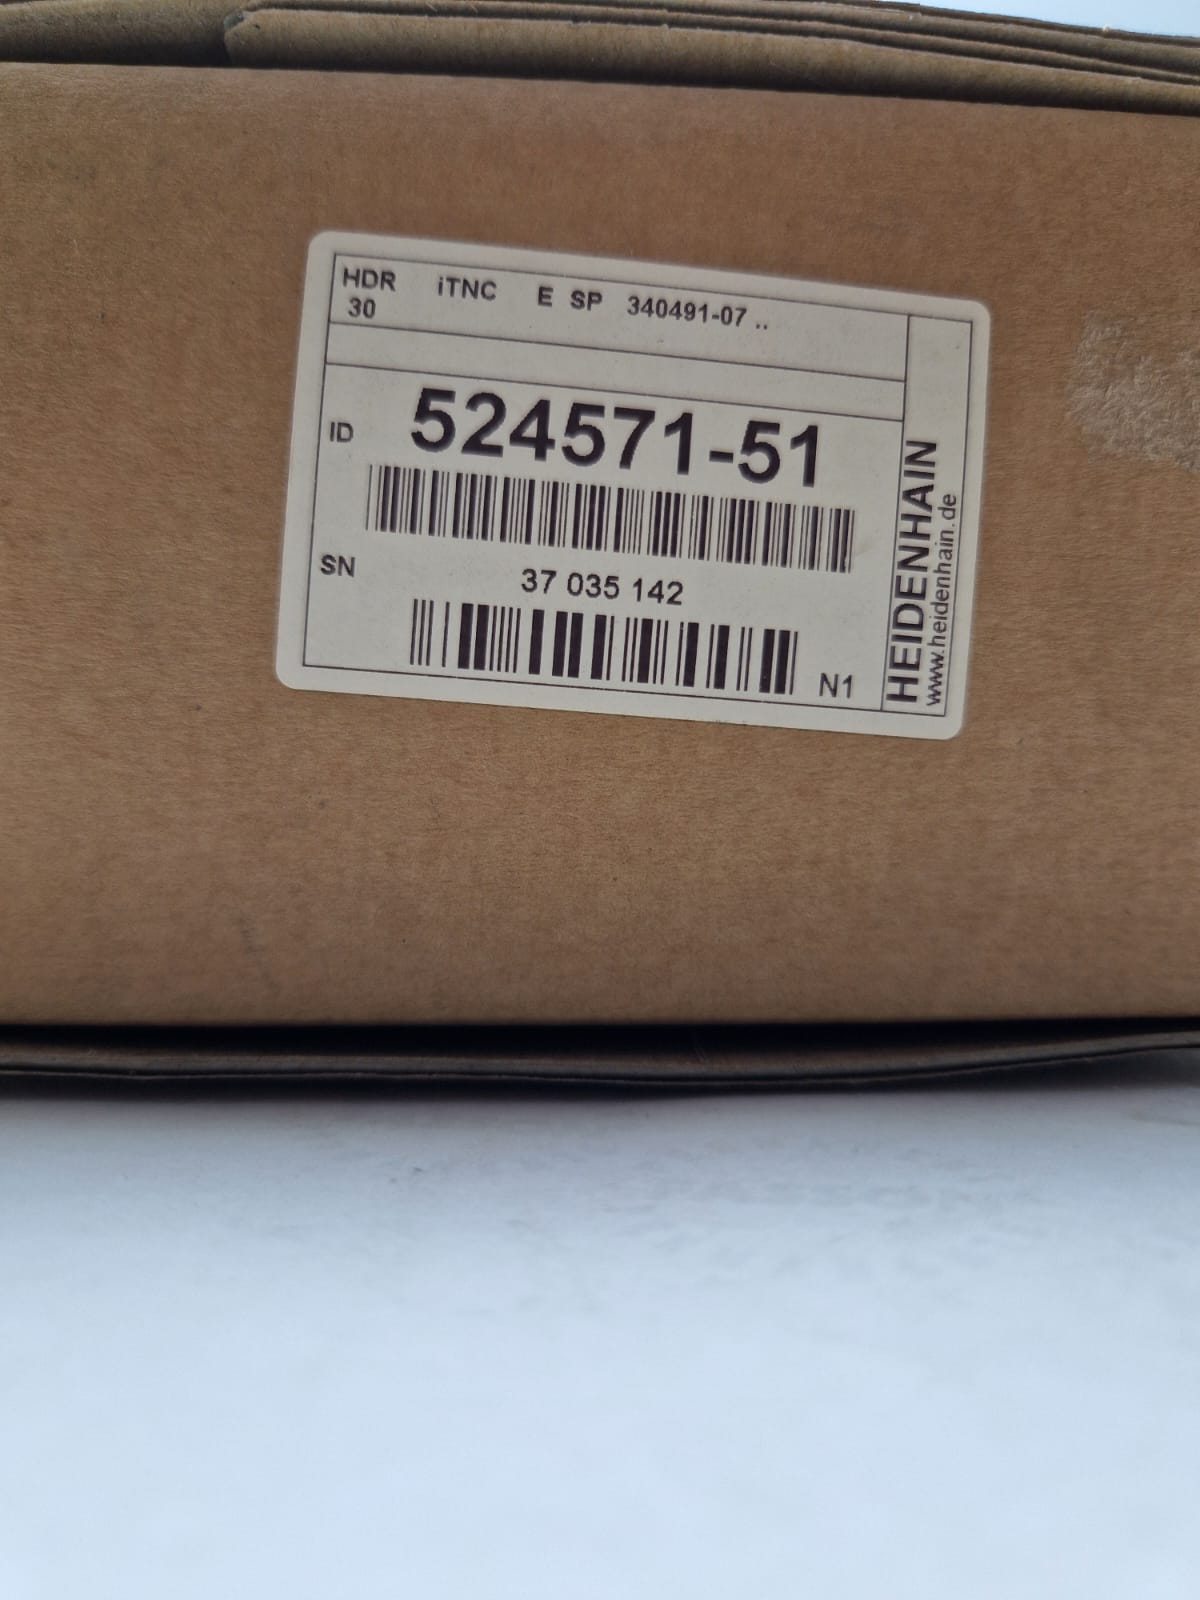 HDR iTNC E SP 340491-07 ..
30
ID 524571-51
SN 37 035 142
N1
HEIDENHAIN
www.heidenhain.de